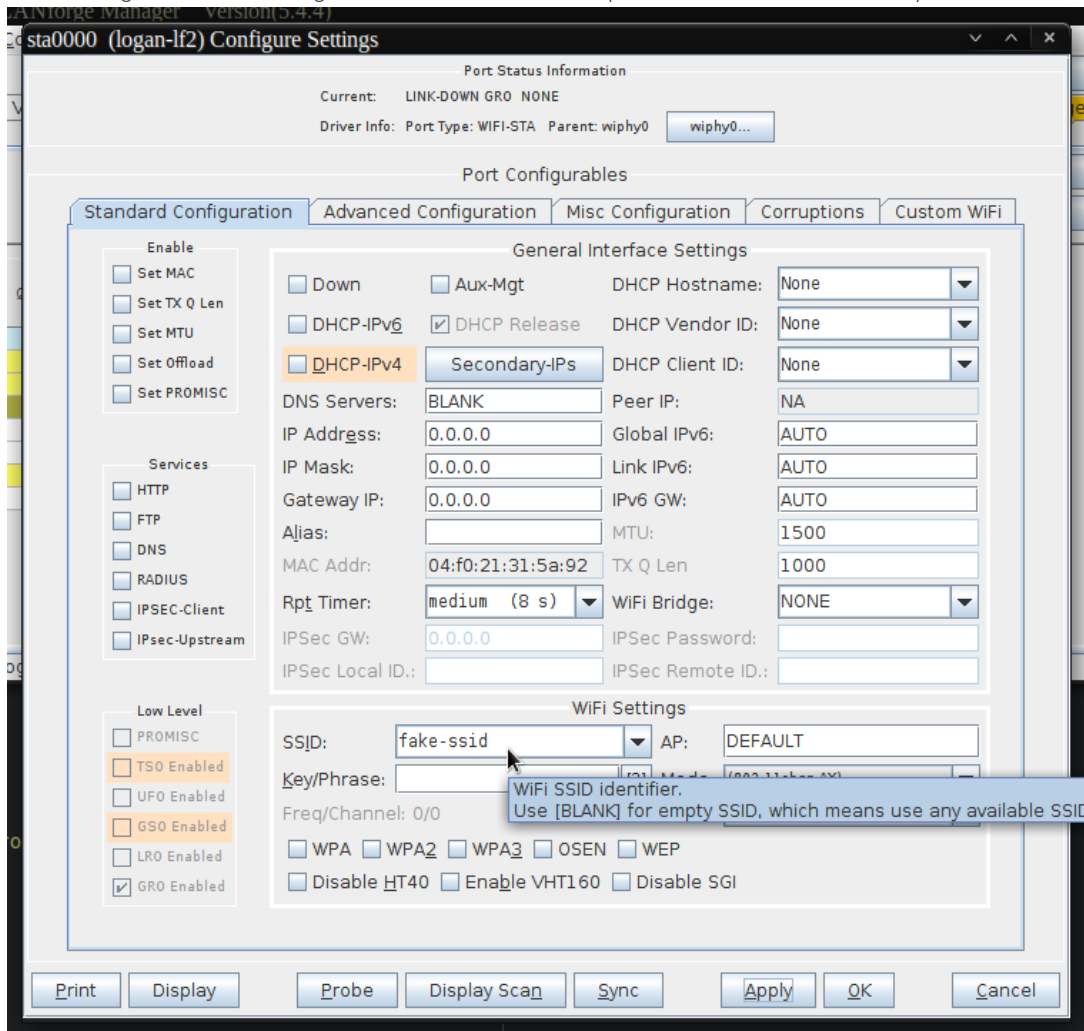 LANforge Manager Version(5.4.4)
sta0000 (logan-lf2) Configure Settings
Port Status Information
Current: LINK-DOWN GRO NONE
Driver Info: Port Type: WIFI-STA Parent: wiphy0 wiphy0...
Port Configurables
Standard Configuration Advanced Configuration Misc Configuration Corruptions Custom WiFi
Enable
Set MAC
Set TX Q Len
Set MTU
Set Offload
Set PROMISC
Services
HTTP
FTP
DNS
RADIUS
IPSEC-Client
IPsec-Upstream
Low Level
PROMISC
TSO Enabled
UFO Enabled
GSO Enabled
LRO Enabled
GRO Enabled
General Interface Settings
Down Aux-Mgt DHCP Hostname: None
DHCP-IPv6 DHCP Release DHCP Vendor ID: None
DHCP-IPv4 Secondary-IPs DHCP Client ID: None
DNS Servers: BLANK Peer IP: NA
IP Address: 0.0.0.0 Global IPv6: AUTO
IP Mask: 0.0.0.0 Link IPv6: AUTO
Gateway IP: 0.0.0.0 IPv6 GW: AUTO
Alias: MTU: 1500
MAC Addr: 04:f0:21:31:5a:92 TX Q Len 1000
Rpt Timer: medium (8 s) WiFi Bridge: NONE
IPSec GW: 0.0.0.0 IPSec Password:
IPSec Local ID.: IPSec Remote ID.:
WiFi Settings
SSID: fake-ssid AP: DEFAULT
Key/Phrase:
WiFi SSID identifier.
Use [BLANK] for empty SSID, which means use any available SSID
Freq/Channel: 0/0
WPA WPA2 WPA3 OSEN WEP
Disable HT40 Enable VHT160 Disable SGI
Print Display Probe Display Scan Sync Apply OK Cancel